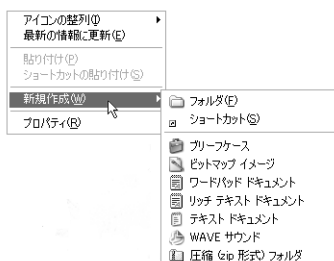 アイコンの整列(I)
最新の情報に更新(E)
貼り付け(P)
ショートカットの貼り付け(S)
新規作成(W)
プロパティ(R)
フォルダ(F)
ショートカット(S)
ブリーフケース
ビットマップ イメージ
ワードパッド ドキュメント
リッチ テキスト ドキュメント
テキスト ドキュメント
WAVE サウンド
圧縮 (zip 形式) フォルダ